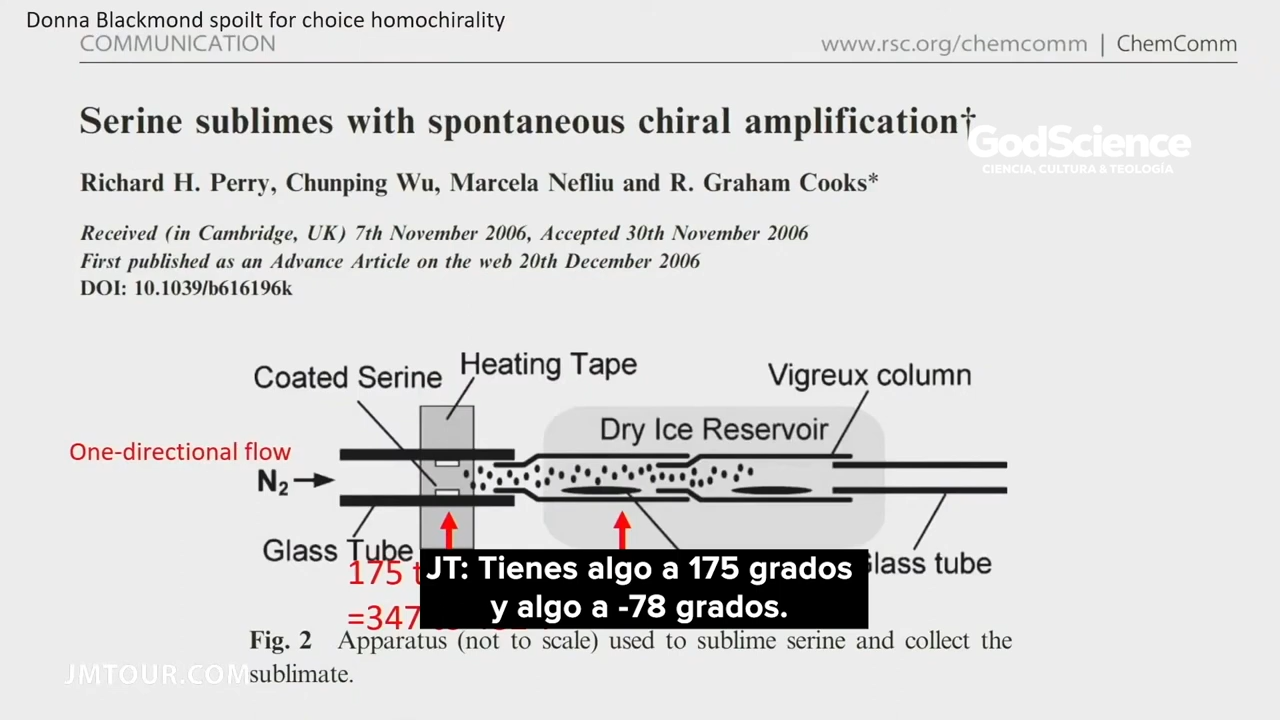 Donna Blackmond spoilt for choice homochirality
COMMUNICATION
www.rsc.org/chemcomm | ChemComm
Serine sublimes with spontaneous chiral amplification†
GodScience
CIENCIA, CULTURA & TEOLOGÍA
Richard H. Perry, Chunping Wu, Marcela Nefliu and R. Graham Cooks*
Received (in Cambridge, UK) 7th November 2006, Accepted 30th November 2006
First published as an Advance Article on the web 20th December 2006
DOI: 10.1039/b616196k
Coated Serine
Heating Tape
Vigreux column
Dry Ice Reservoir
One-directional flow
N2
Glass Tube
Glass tube
175
=347
JT: Tienes algo a 175 grados
y algo a -78 grados.
Fig. 2 Apparatus (not to scale) used to sublime serine and collect the
sublimate.
JMTOUR.COM